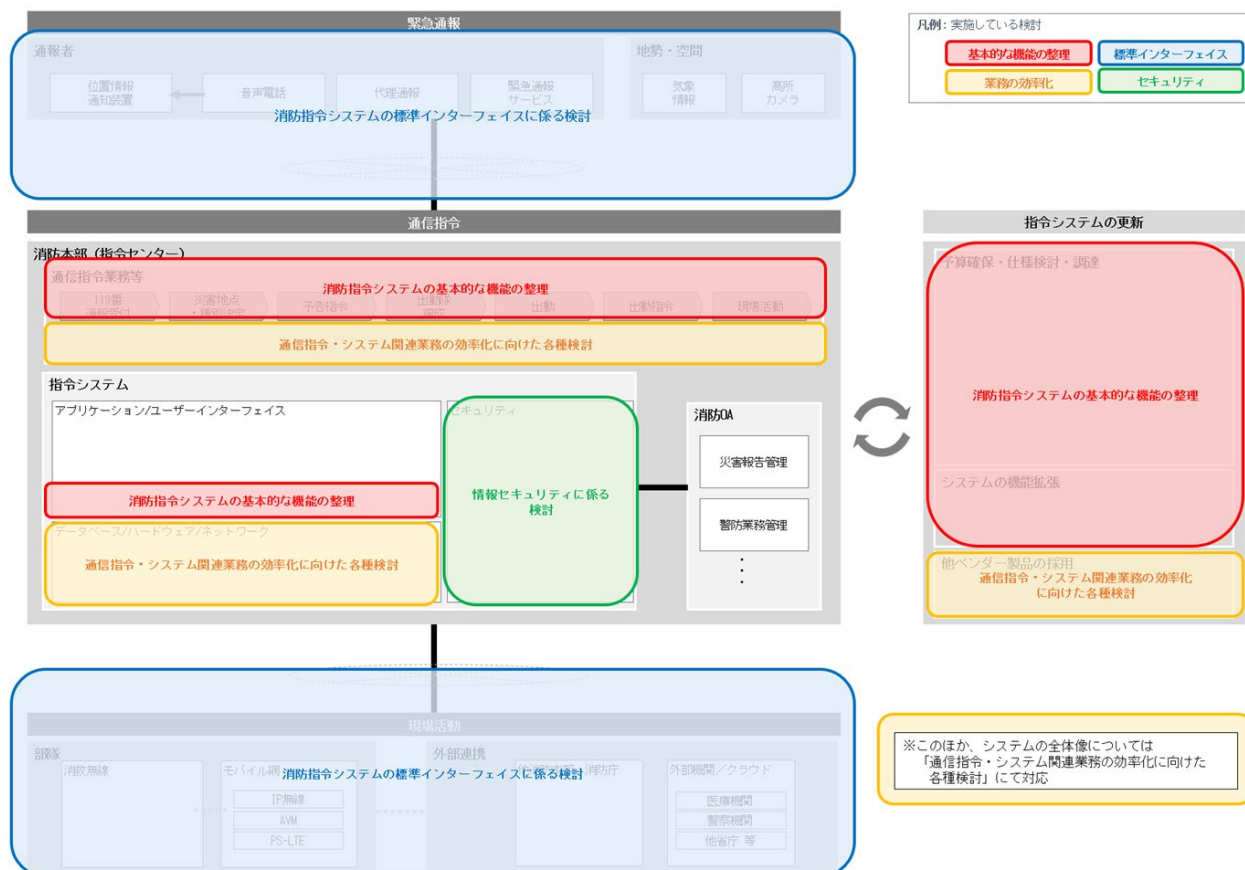 緊急通報
通報者
位置情報
通知装置
音声電話
代理通報
緊急通報
サービス
地勢・空間
気象
情報
高所
カメラ
消防指令システムの標準インターフェイスに係る検討
凡例:実施している検討
基本的な機能の整理
標準インターフェイス
業務の効率化
セキュリティ
通信指令
消防本部(指令センター)
通信指令業務等
消防指令システムの基本的な機能の整理
119番
通報受付
災害地点
・種別決定
予告指令
出動隊
編成
出動
出動指令
現場活動
通信指令・システム関連業務の効率化に向けた各種検討
指令システム
アプリケーション/ユーザーインターフェイス
消防指令システムの基本的な機能の整理
データベース/ハードウェア/ネットワーク
通信指令・システム関連業務の効率化に向けた各種検討
セキュリティ
情報セキュリティに係る
検討
消防OA
災害報告管理
警防業務管理
指令システムの更新
予算確保・仕様検討・調達
消防指令システムの基本的な機能の整理
システムの機能拡張
他ベンダー製品の採用
通信指令・システム関連業務の効率化
に向けた各種検討
現場活動
部隊
消救無線
モバイル網
IP無線
AVM
PS-LTE
外部連携
消防庁
外部機関/クラウド
医療機関
警察機関
他省庁 等
消防指令システムの標準インターフェイスに係る検討
※このほか、システムの全体像については
「通信指令・システム関連業務の効率化に向けた
各種検討」にて対応